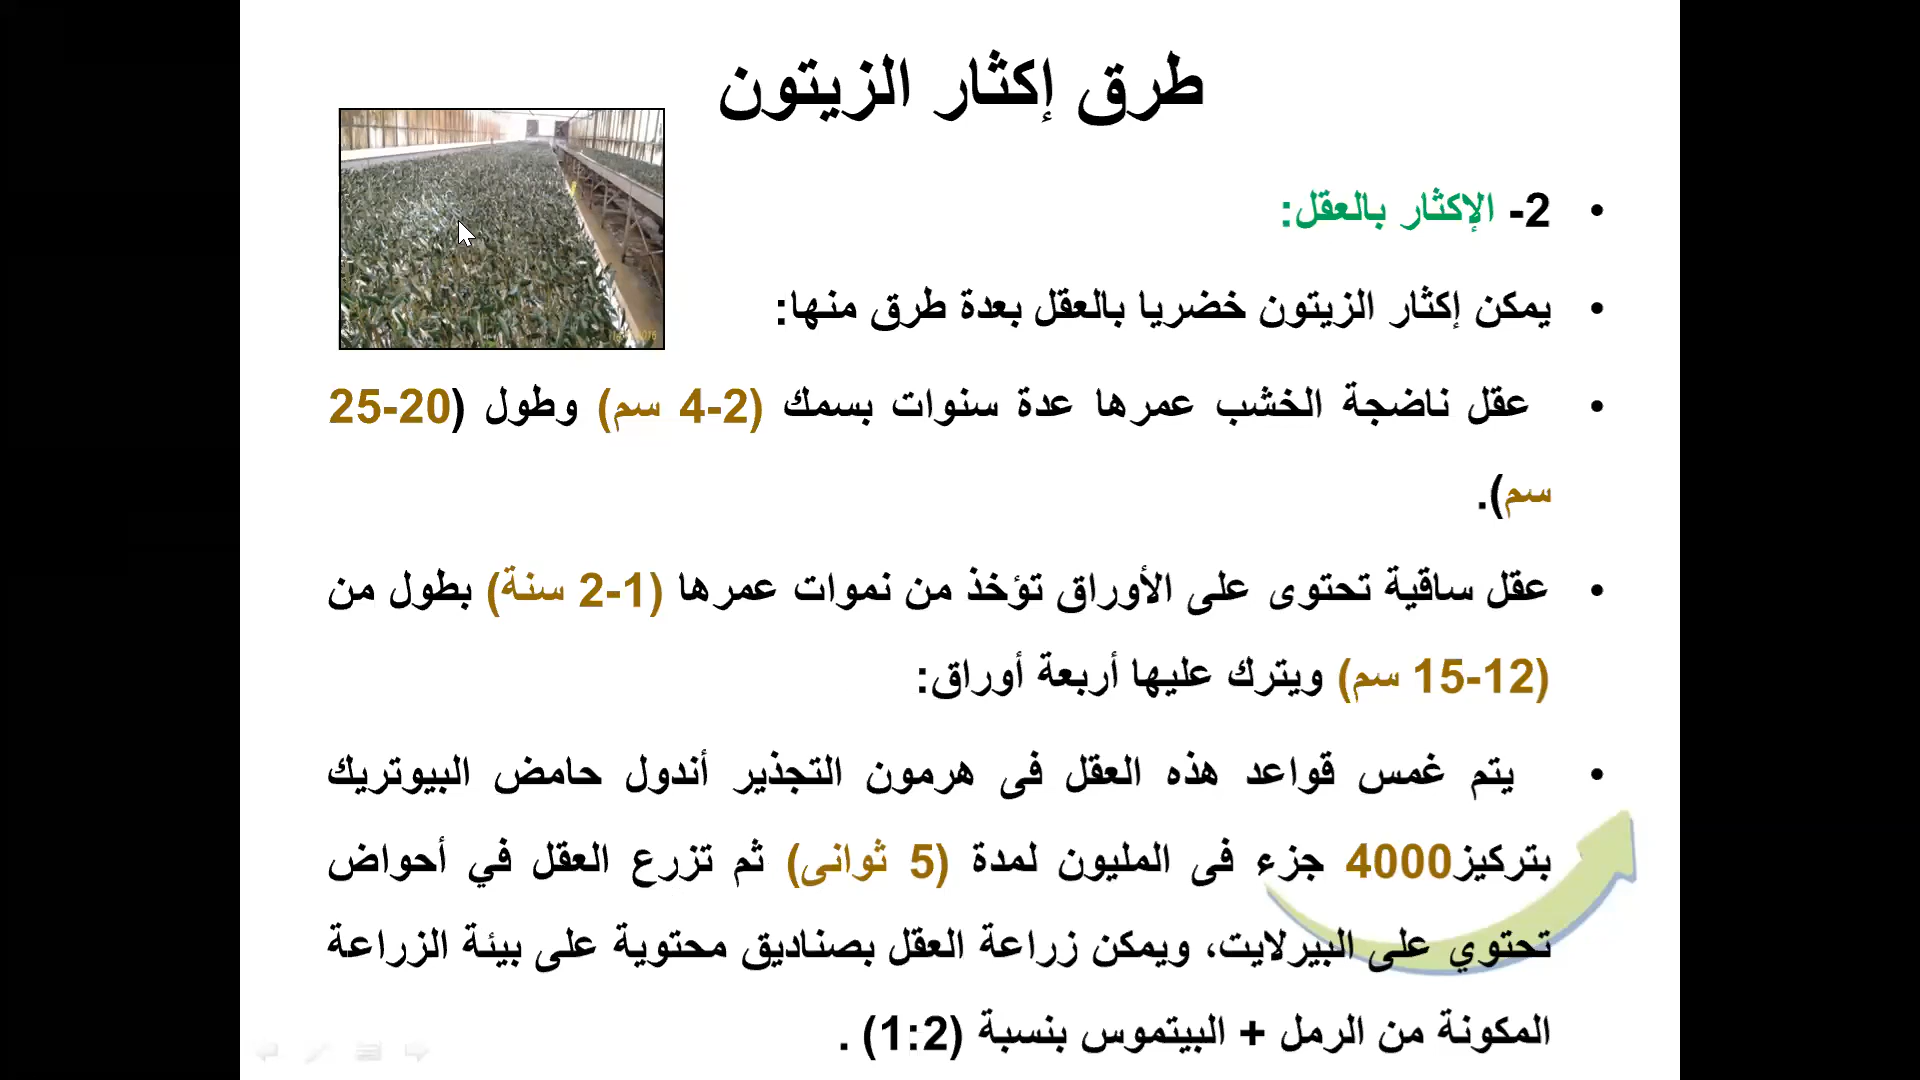 طرق إكثار الزيتون
• 2- الإكثار بالعقل:
• يمكن إكثار الزيتون خضريا بالعقل بعدة طرق منها:
• عقل ناضجة الخشب عمرها عدة سنوات بسمك (2-4 سم) وطول (20-25
سم).
• عقل ساقية تحتوى على الأوراق تؤخذ من نموات عمرها (1-2 سنة) بطول من
(12-15 سم) ويترك عليها أربعة أوراق:
• يتم غمس قواعد هذه العقل فى هرمون التجذير أندول حامض البيوتريك
بتركيز4000 جزء فى المليون لمدة (5 ثوانى) ثم تزرع العقل في أحواض
تحتوي على البيرلايت، ويمكن زراعة العقل بصناديق محتوية على بيئة الزراعة
المكونة من الرمل + البيتموس بنسبة (1:2) .